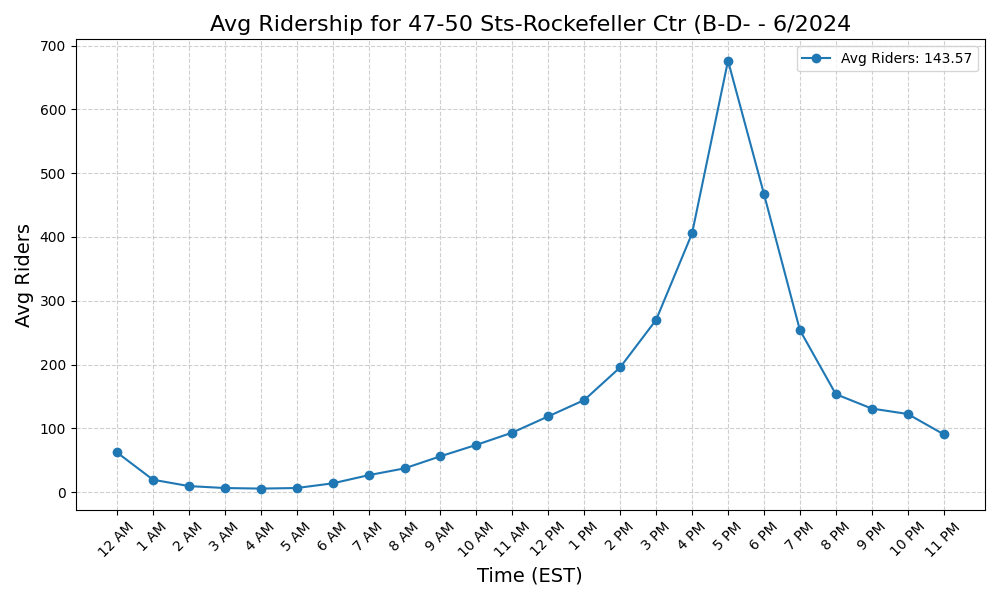 Avg Ridership for 47-50 Sts-Rockefeller Ctr (B-D- - 6/2024
Avg Riders: 143.57
Avg Riders
700
600
500
400
300
200
100
0
12 AM
1 AM
2 AM
3 AM
4 AM
5 AM
6 AM
7 AM
8 AM
9 AM
10 AM
11 AM
12 PM
1 PM
2 PM
3 PM
4 PM
5 PM
6 PM
7 PM
8 PM
9 PM
10 PM
11 PM
Time (EST)